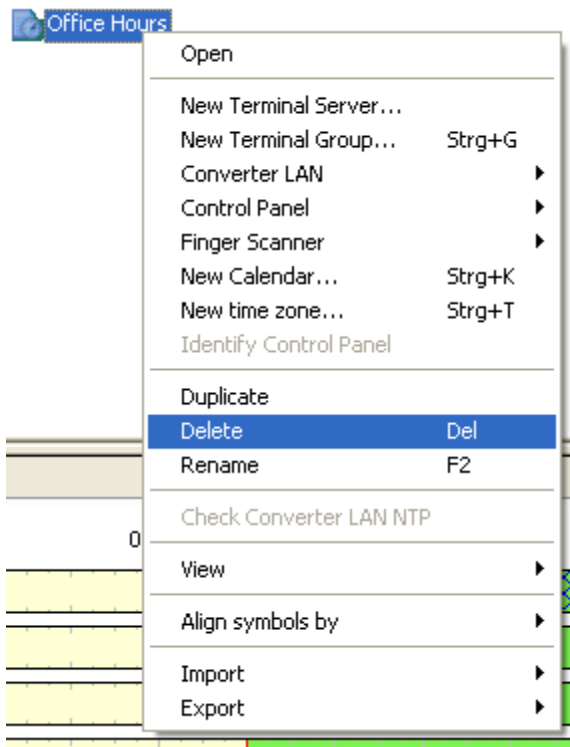 Office Hours
Open
New Terminal Server...
New Terminal Group... Strg+G
Converter LAN
Control Panel
Finger Scanner
New Calendar... Strg+K
New time zone... Strg+T
Identify Control Panel
Duplicate
Delete Del
Rename F2
Check Converter LAN NTP
0
View
Align symbols by
Import
Export